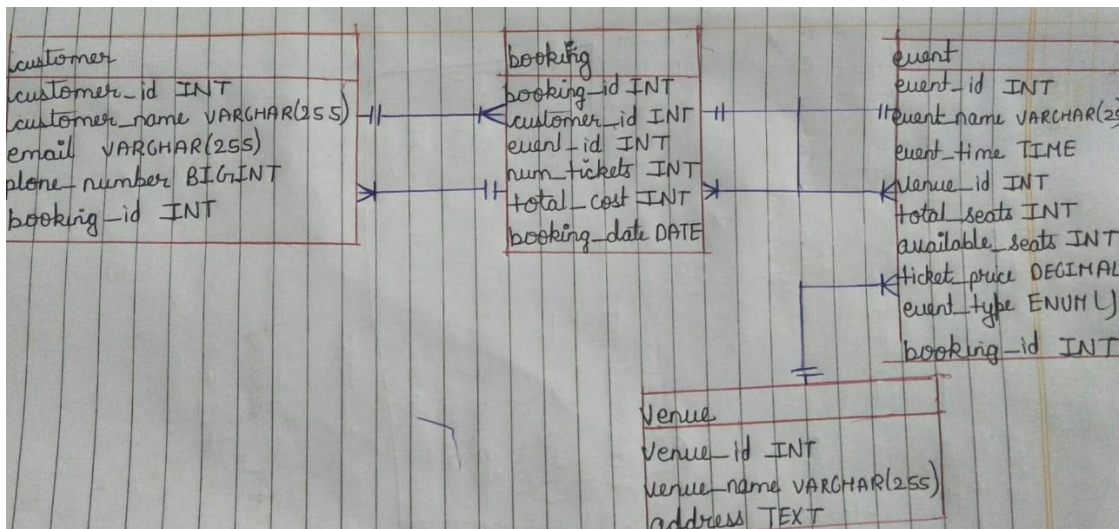 customer
customer_id INT
customer_name VARCHAR(255)
email VARCHAR(255)
phone_number BIGINT
booking_id INT
booking
booking_id INT
customer_id INT
event_id INT
num_tickets INT
total_cost INT
booking_date DATE
event
event_id INT
event_name VARCHAR(25
event_time TIME
venue_id INT
total_seats INT
available_seats INT
ticket_price DECIMAL
event_type ENUM()
booking_id INT
Venue
Venue_id INT
venue_name VARCHAR(255)
address TEXT